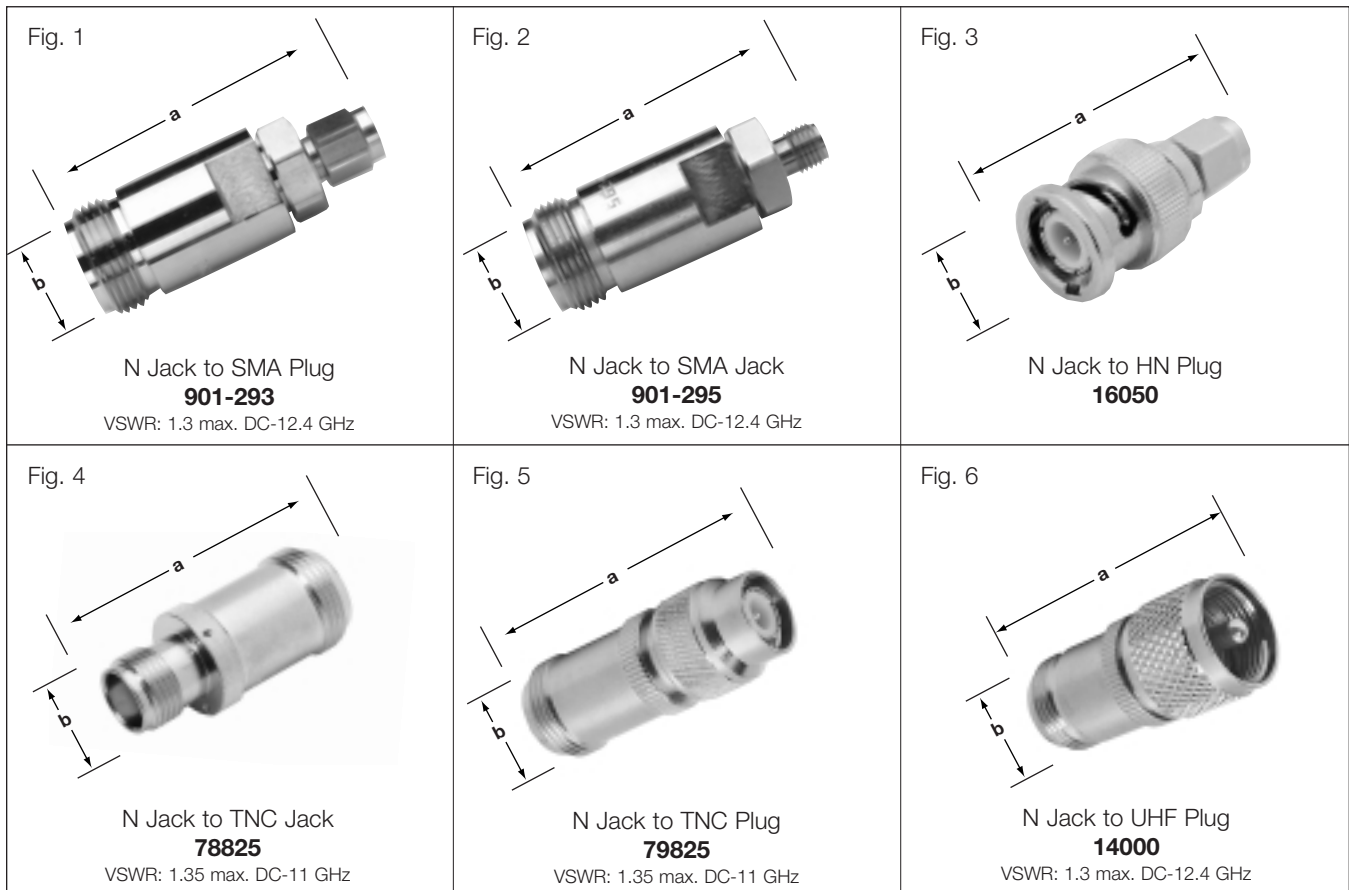 Fig. 1
a
b
N Jack to SMA Plug
901-293
VSWR: 1.3 max. DC-12.4 GHz
Fig. 2
a
b
N Jack to SMA Jack
901-295
VSWR: 1.3 max. DC-12.4 GHz
Fig. 3
a
b
N Jack to HN Plug
16050
Fig. 4
a
b
N Jack to TNC Jack
78825
VSWR: 1.35 max. DC-11 GHz
Fig. 5
a
b
N Jack to TNC Plug
79825
VSWR: 1.35 max. DC-11 GHz
Fig. 6
a
b
N Jack to UHF Plug
14000
VSWR: 1.3 max. DC-12.4 GHz